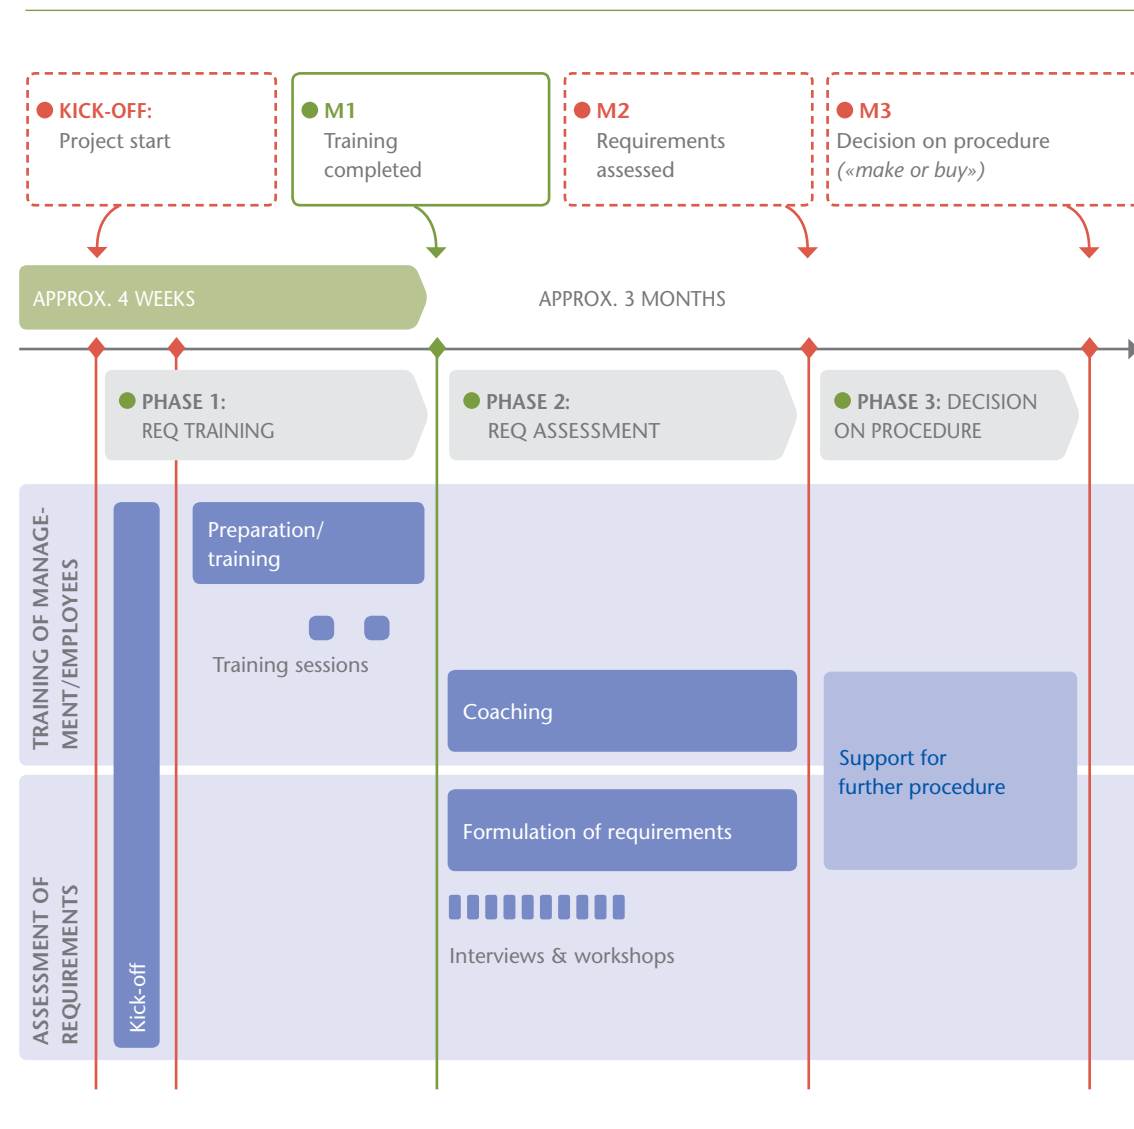 KICK-OFF:
Project start
M1
Training
completed
M2
Requirements
assessed
M3
Decision on procedure
(«make or buy»)
APPROX. 4 WEEKS
APPROX. 3 MONTHS
PHASE 1:
REQ TRAINING
PHASE 2:
REQ ASSESSMENT
PHASE 3: DECISION
ON PROCEDURE
TRAINING OF MANAGE-
MENT/EMPLOYEES
Preparation/
training
Training sessions
Coaching
Support for
further procedure
ASSESSMENT OF
REQUIREMENTS
Kick-off
Formulation of requirements
Interviews & workshops